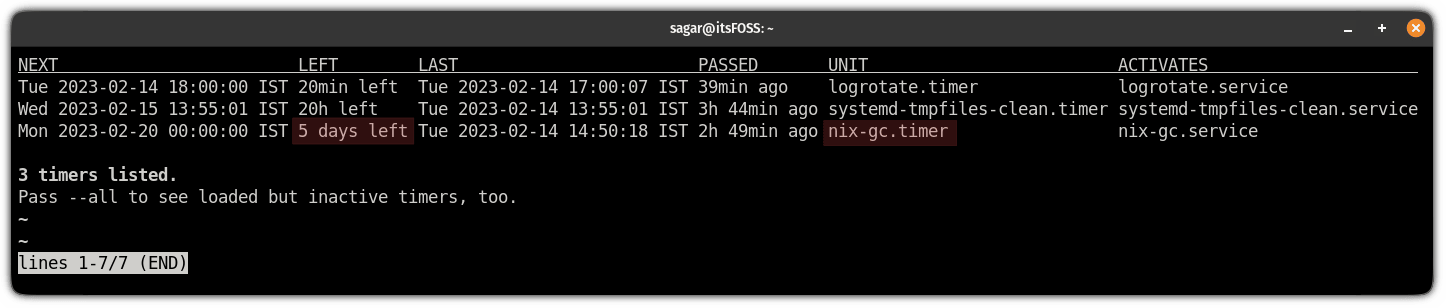 sagar@itsFOSS: ~
NEXT LEFT LAST PASSED UNIT ACTIVATES
Tue 2023-02-14 18:00:00 IST 20min left Tue 2023-02-14 17:00:07 IST 39min ago logrotate.timer logrotate.service
Wed 2023-02-15 13:55:01 IST 20h left Tue 2023-02-14 13:55:01 IST 3h 44min ago systemd-tmpfiles-clean.timer systemd-tmpfiles-clean.service
Mon 2023-02-20 00:00:00 IST 5 days left Tue 2023-02-14 14:50:18 IST 2h 49min ago nix-gc.timer nix-gc.service
3 timers listed.
Pass --all to see loaded but inactive timers, too.
~
~
lines 1-7/7 (END)